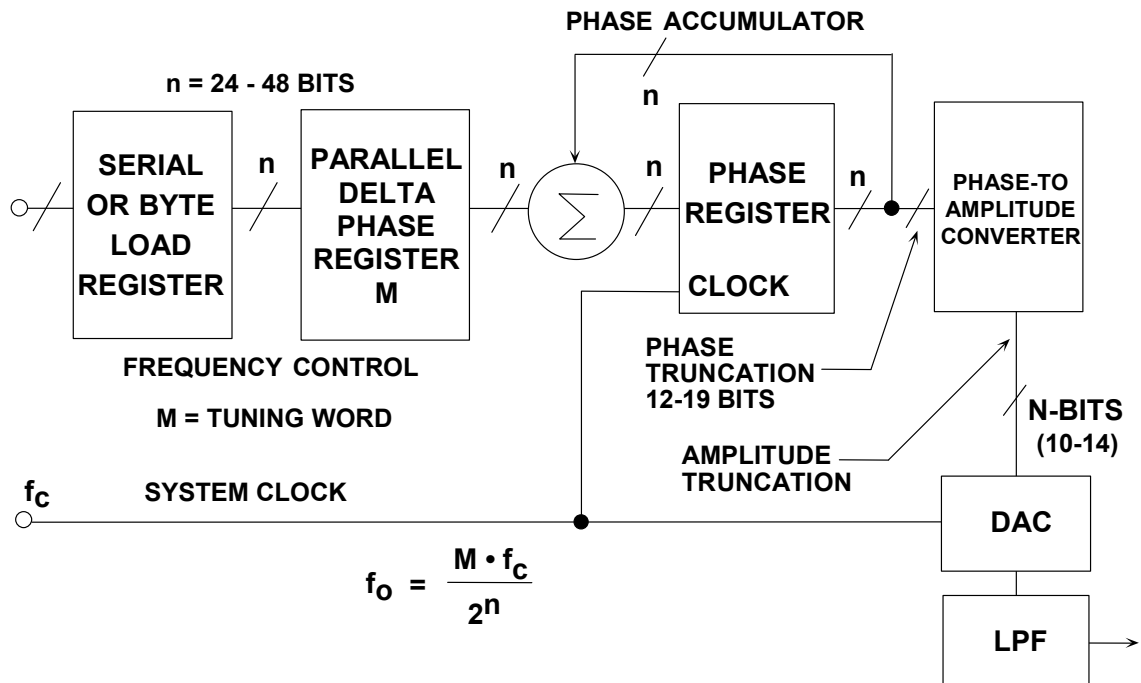 PHASE ACCUMULATOR
n = 24 - 48 BITS
n
SERIAL
OR BYTE
LOAD
REGISTER
n
PARALLEL
DELTA
PHASE
REGISTER
M
n
Σ
n
PHASE
REGISTER
CLOCK
n
PHASE-TO
AMPLITUDE
CONVERTER
FREQUENCY CONTROL
M = TUNING WORD
PHASE
TRUNCATION
12-19 BITS
N-BITS
(10-14)
AMPLITUDE
TRUNCATION
fc
SYSTEM CLOCK
DAC
fo = M • fc
2n
LPF